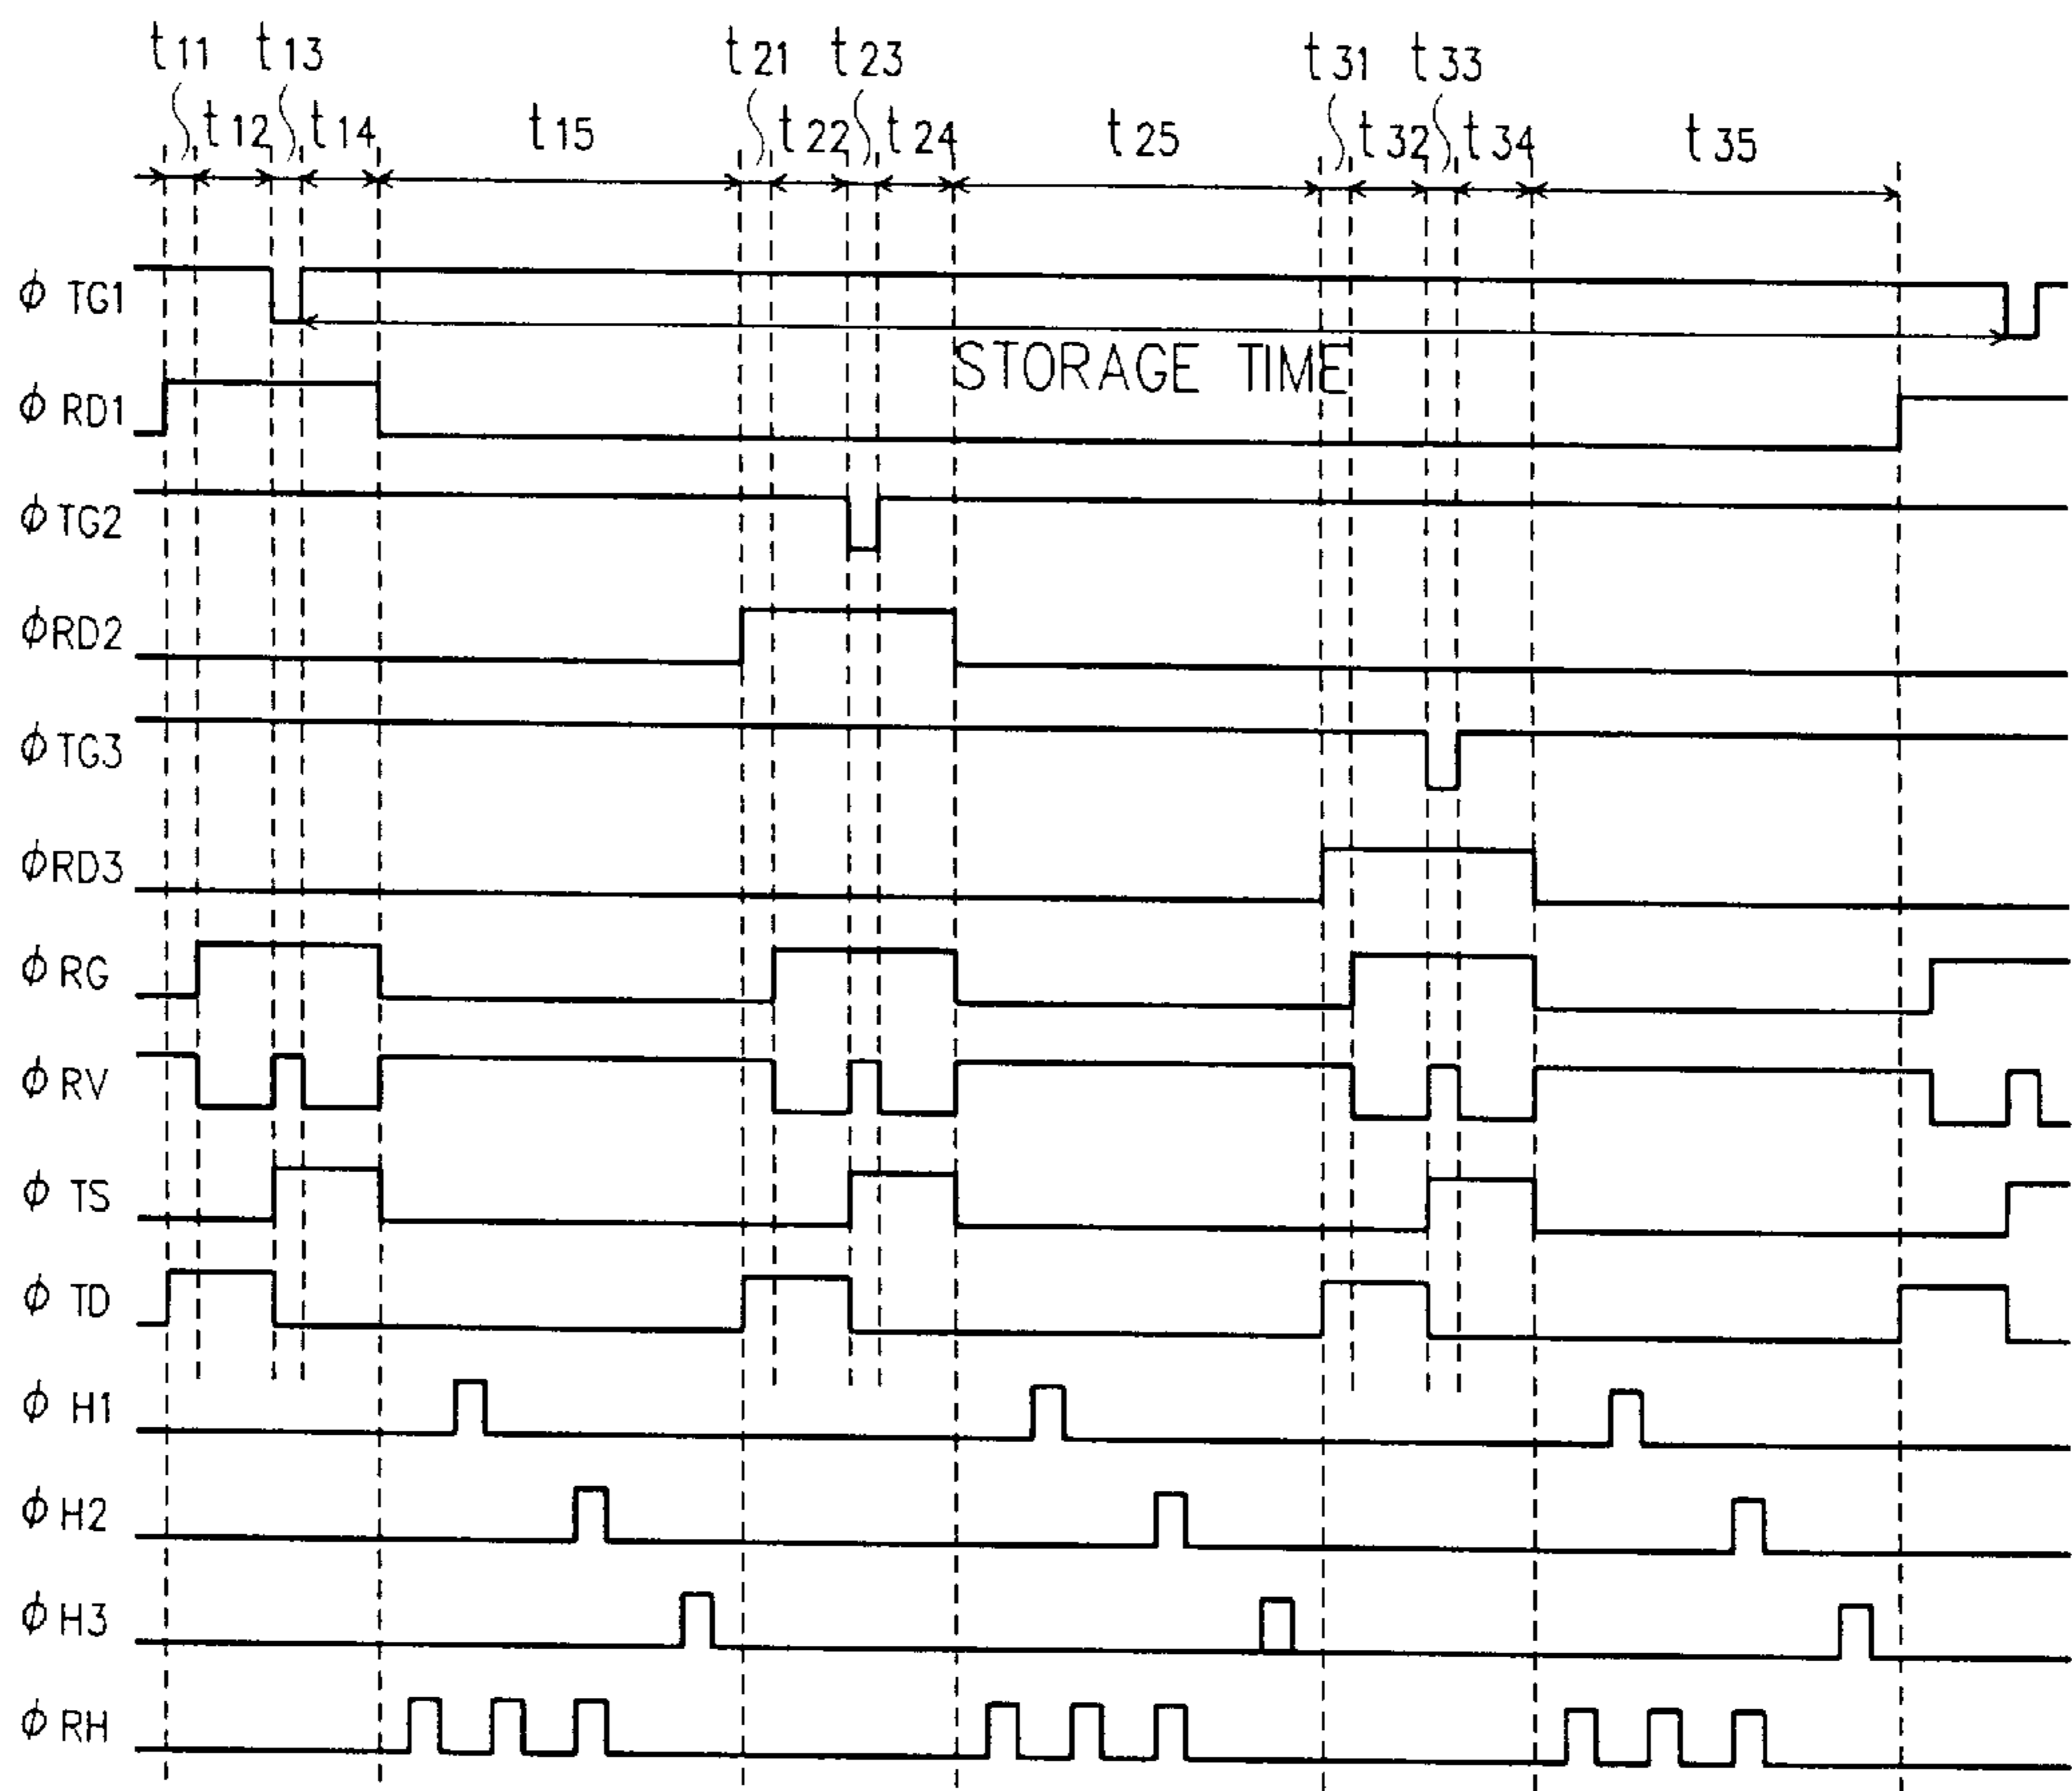 t11 t13 t21 t23 t31 t33
t12 t14 t15 t22 t24 t25 t32 t34 t35
φ TG1
STORAGE TIME
φ RD1
φ TG2
φRD2
φ TG3
φRD3
φ RG
φ RV
φ TS
φ TD
φ H1
φ H2
φ H3
φ RH